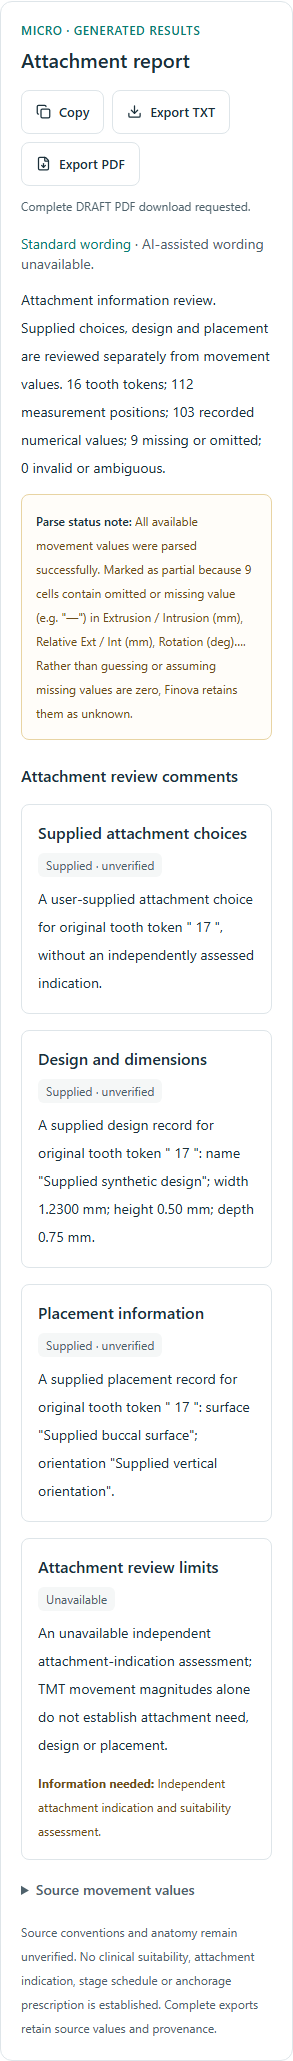 MICRO · GENERATED RESULTS
Attachment report
Copy
Export TXT
Export PDF
Complete DRAFT PDF download requested.
Standard wording · AI-assisted wording
unavailable.
Attachment information review.
Supplied choices, design and placement
are reviewed separately from movement
values. 16 tooth tokens; 112
measurement positions; 103 recorded
numerical values; 9 missing or omitted;
0 invalid or ambiguous.
Parse status note: All available
movement values were parsed
successfully. Marked as partial because 9
cells contain omitted or missing value
(e.g. "—") in Extrusion / Intrusion (mm),
Relative Ext / Int (mm), Rotation (deg)....
Rather than guessing or assuming
missing values are zero, Finova retains
them as unknown.
Attachment review comments
Supplied attachment choices
Supplied · unverified
A user-supplied attachment choice
for original tooth token " 17 ",
without an independently assessed
indication.
Design and dimensions
Supplied · unverified
A supplied design record for
original tooth token " 17 ": name
"Supplied synthetic design"; width
1.2300 mm; height 0.50 mm; depth
0.75 mm.
Placement information
Supplied · unverified
A supplied placement record for
original tooth token " 17 ": surface
"Supplied buccal surface";
orientation "Supplied vertical
orientation".
Attachment review limits
Unavailable
An unavailable independent
attachment-indication assessment;
TMT movement magnitudes alone
do not establish attachment need,
design or placement.
Information needed: Independent
attachment indication and suitability
assessment.
Source movement values
Source conventions and anatomy remain
unverified. No clinical suitability, attachment
indication, stage schedule or anchorage
prescription is established. Complete exports
retain source values and provenance.